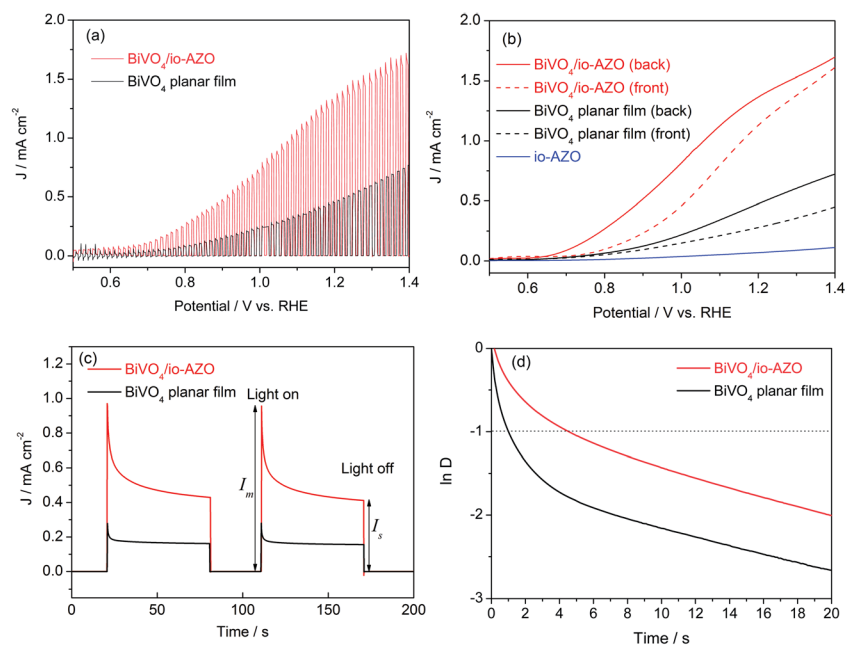 (a)
BiVO4/io-AZO
BiVO4 planar film
J / mA cm-2
2.0
1.5
1.0
0.5
0.0
0.6 0.8 1.0 1.2 1.4
Potential / V vs. RHE
(b)
BiVO4/io-AZO (back)
BiVO4/io-AZO (front)
BiVO4 planar film (back)
BiVO4 planar film (front)
io-AZO
J / mA cm-2
2.0
1.5
1.0
0.5
0.0
0.6 0.8 1.0 1.2 1.4
Potential / V vs. RHE
(c)
BiVO4/io-AZO
BiVO4 planar film
Light on
Light off
Im
Is
J / mA cm-2
1.2
1.0
0.8
0.6
0.4
0.2
0.0
0 50 100 150 200
Time / s
(d)
BiVO4/io-AZO
BiVO4 planar film
ln D
0
-1
-2
-3
0 2 4 6 8 10 12 14 16 18 20
Time / s